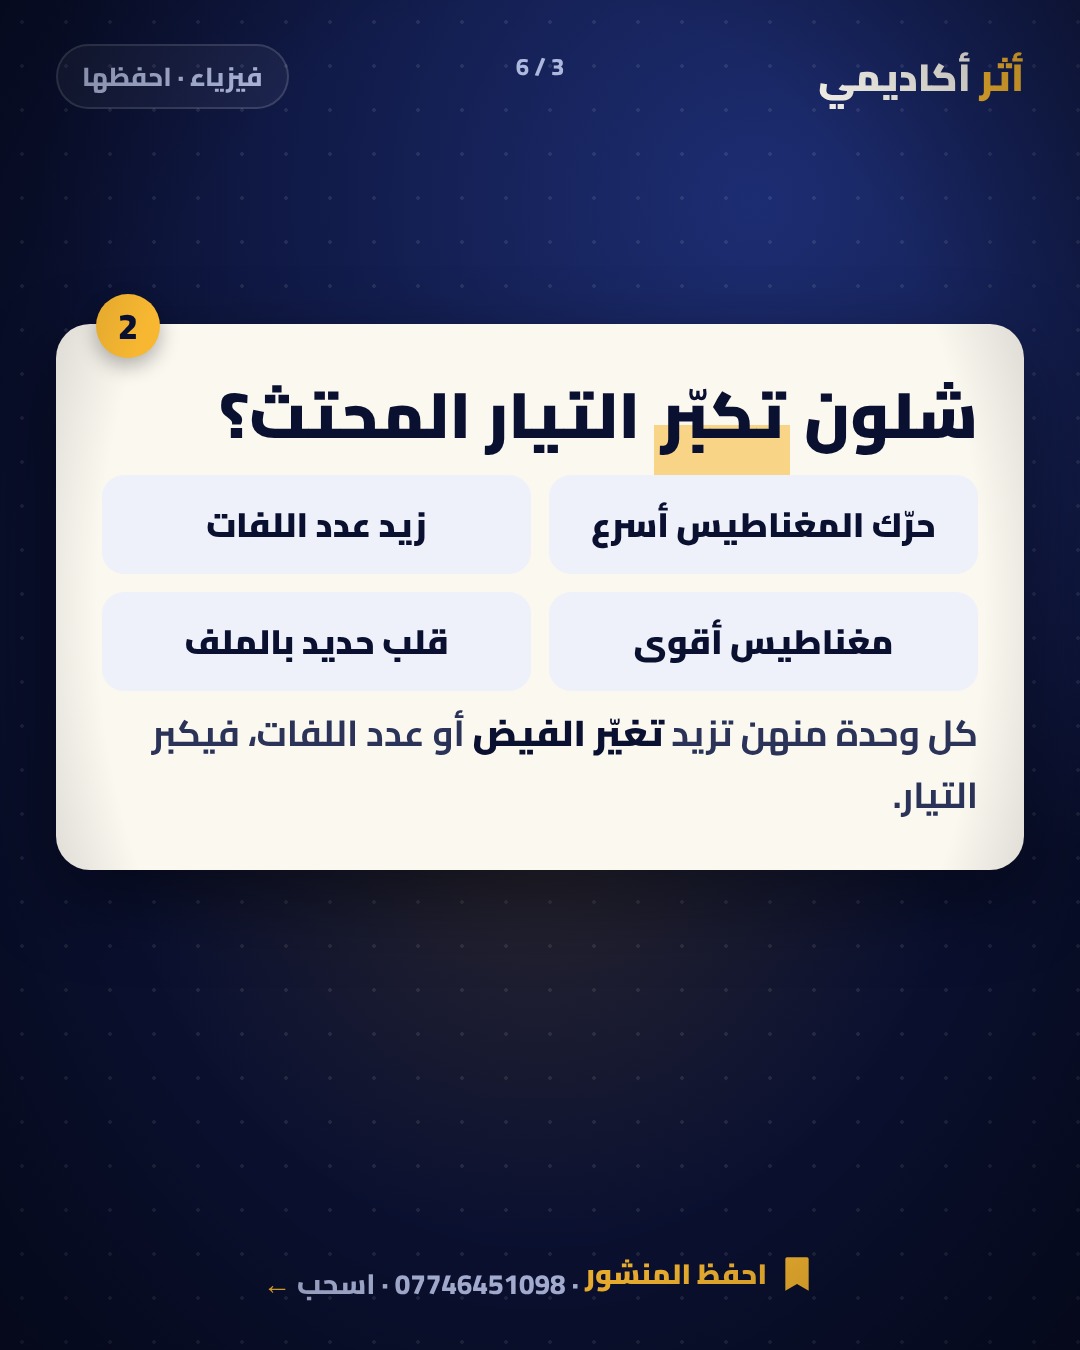 أثر أكاديمي
3 / 6
فيزياء · احفظها
2
شلون تكبّر التيار المحتث؟
حرّك المغناطيس أسرع
زيد عدد اللفات
مغناطيس أقوى
قلب حديد بالملف
كل وحدة منهن تزيد تغيّر الفيض أو عدد اللفات، فيكبر
التيار.
احفظ المنشور · 07746451098 · اسحب ←